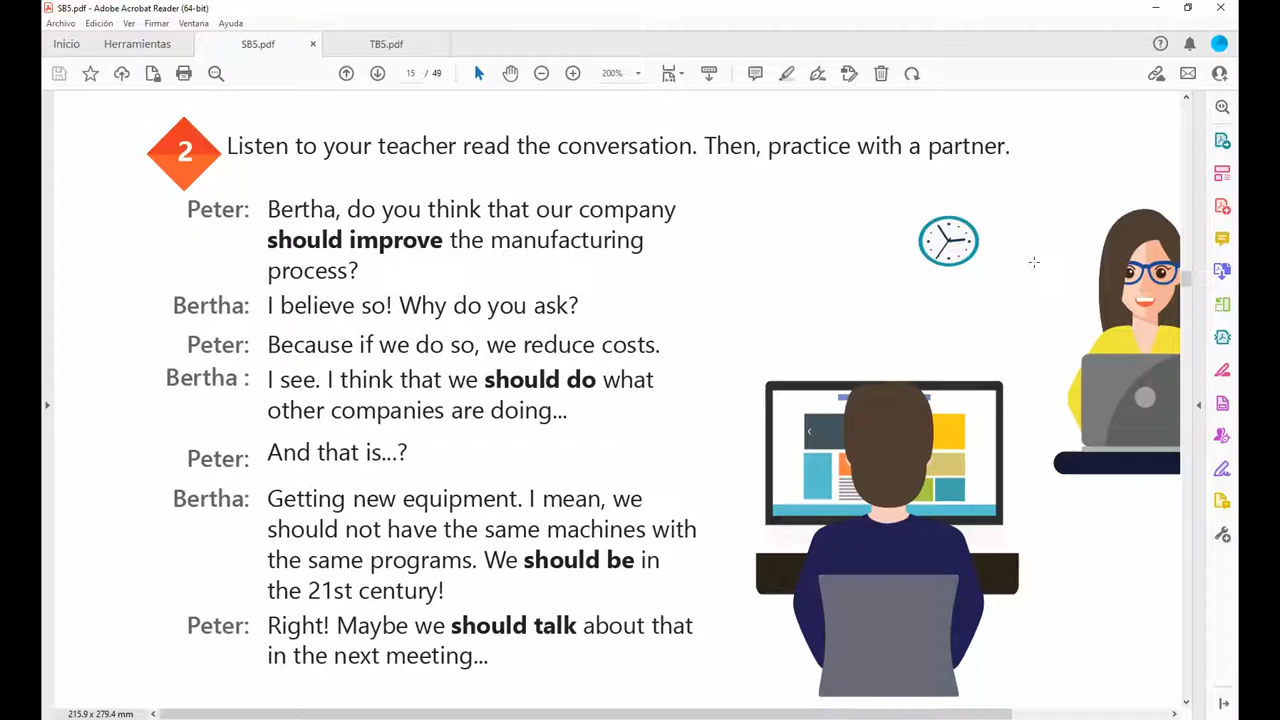 SB5.pdf - Adobe Acrobat Reader (64-bit)
Archivo Edición Ver Firmar Ventana Ayuda
Inicio Herramientas SB5.pdf × TB5.pdf
15 / 49 200%
2 Listen to your teacher read the conversation. Then, practice with a partner.
Peter: Bertha, do you think that our company
should improve the manufacturing
process?
Bertha: I believe so! Why do you ask?
Peter: Because if we do so, we reduce costs.
Bertha : I see. I think that we should do what
other companies are doing...
Peter: And that is...?
Bertha: Getting new equipment. I mean, we
should not have the same machines with
the same programs. We should be in
the 21st century!
Peter: Right! Maybe we should talk about that
in the next meeting...
215.9 x 279.4 mm